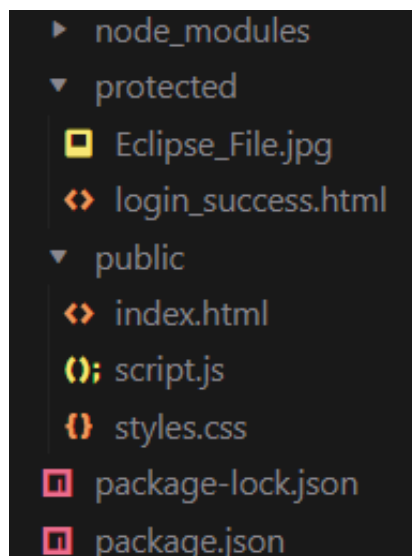 node_modules
protected
Eclipse_File.jpg
login_success.html
public
index.html
script.js
styles.css
package-lock.json
package.json